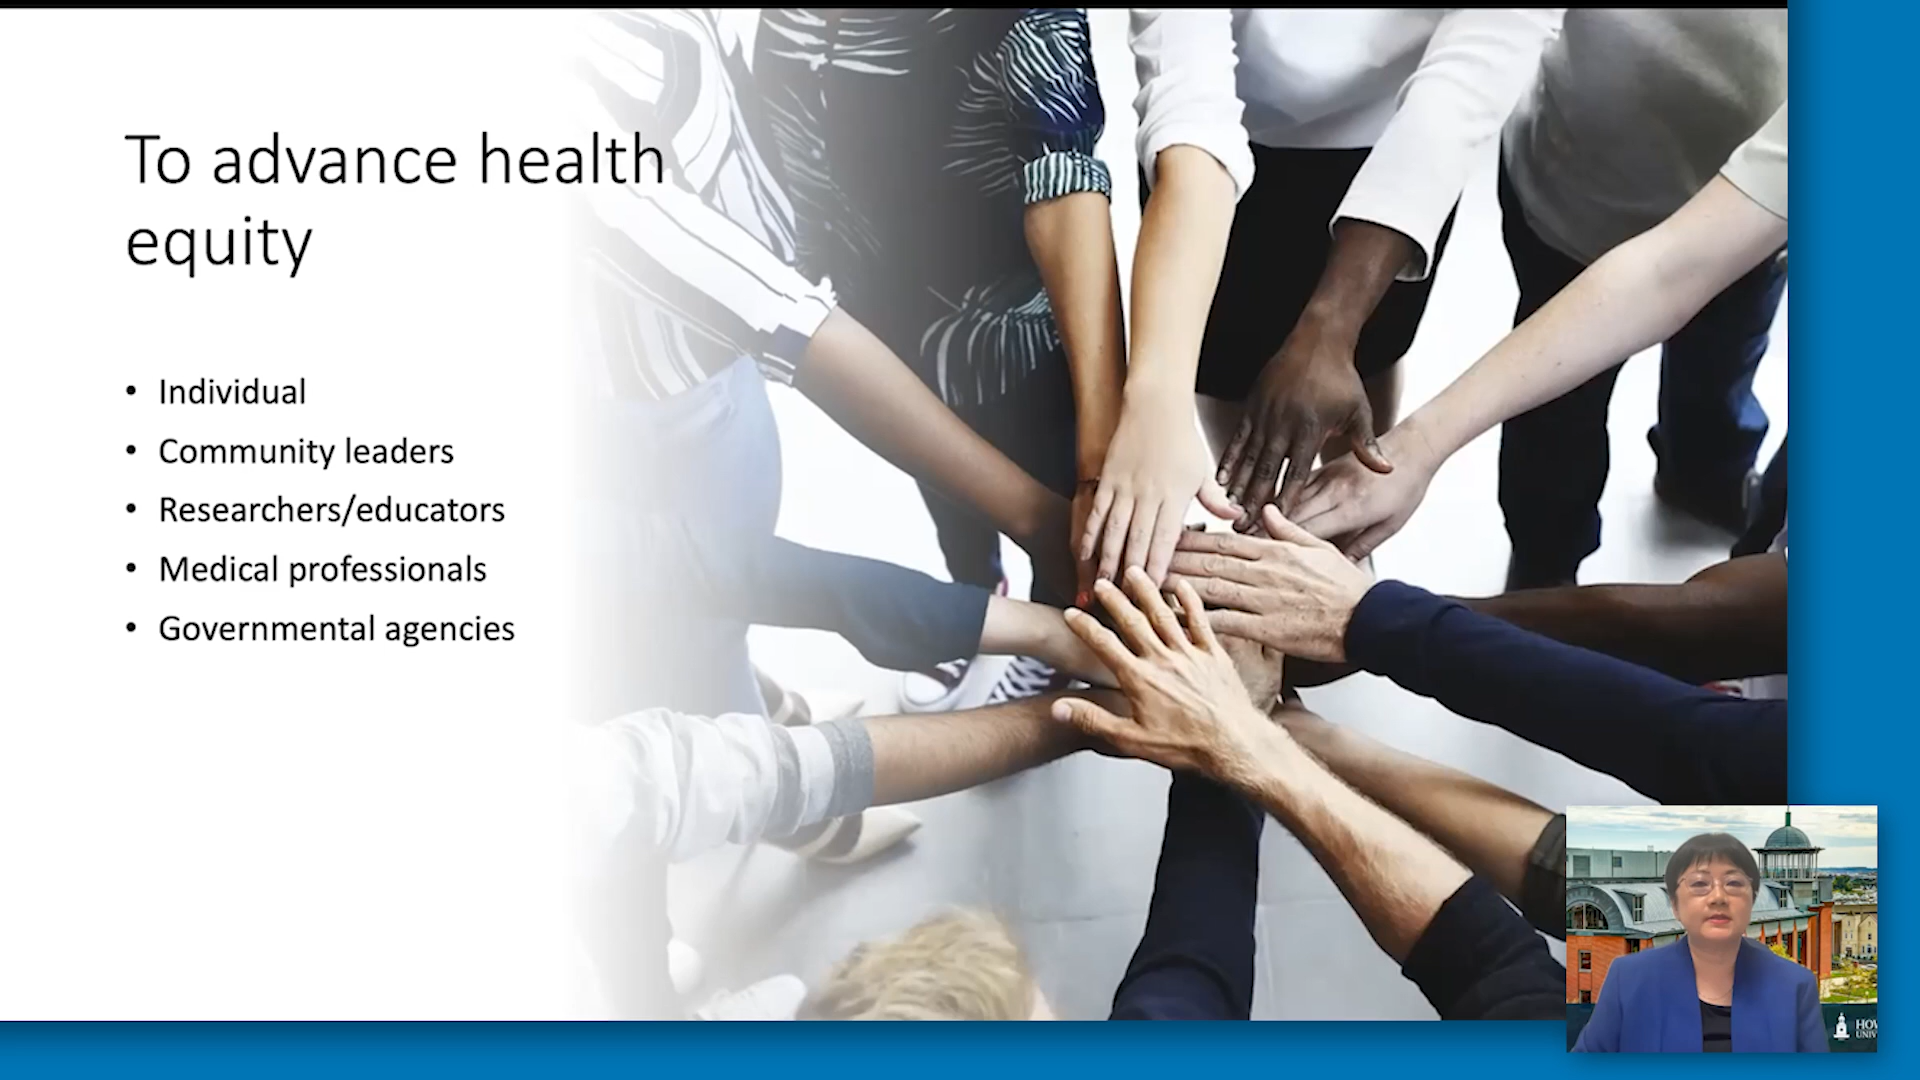 To advance health
equity
• Individual
• Community leaders
• Researchers/educators
• Medical professionals
• Governmental agencies